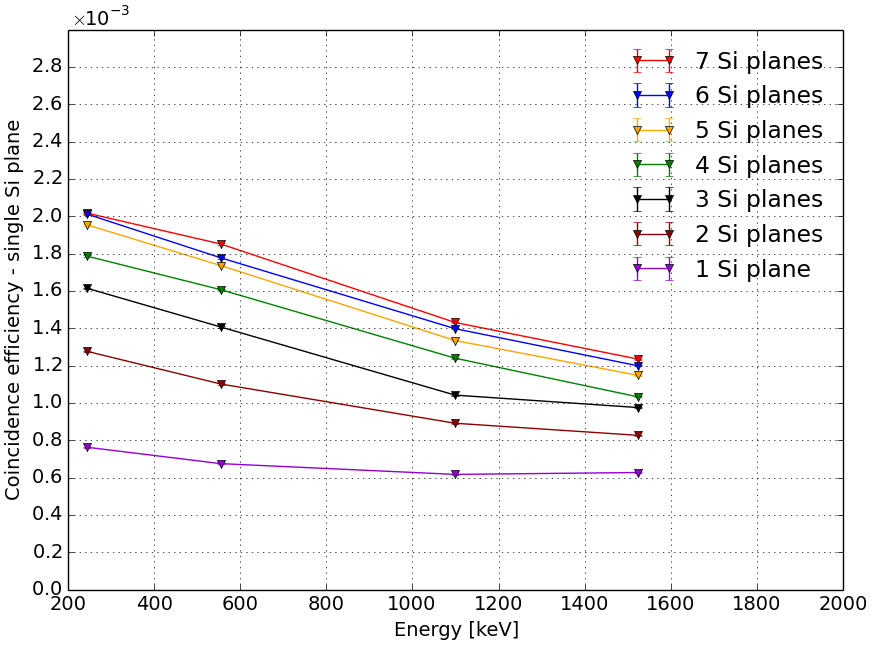 ×10⁻³
2.8
2.6
2.4
2.2
2.0
1.8
1.6
1.4
1.2
1.0
0.8
0.6
0.4
0.2
0.0
Coincidence efficiency - single Si plane
7 Si planes
6 Si planes
5 Si planes
4 Si planes
3 Si planes
2 Si planes
1 Si plane
200 400 600 800 1000 1200 1400 1600 1800 2000
Energy [keV]